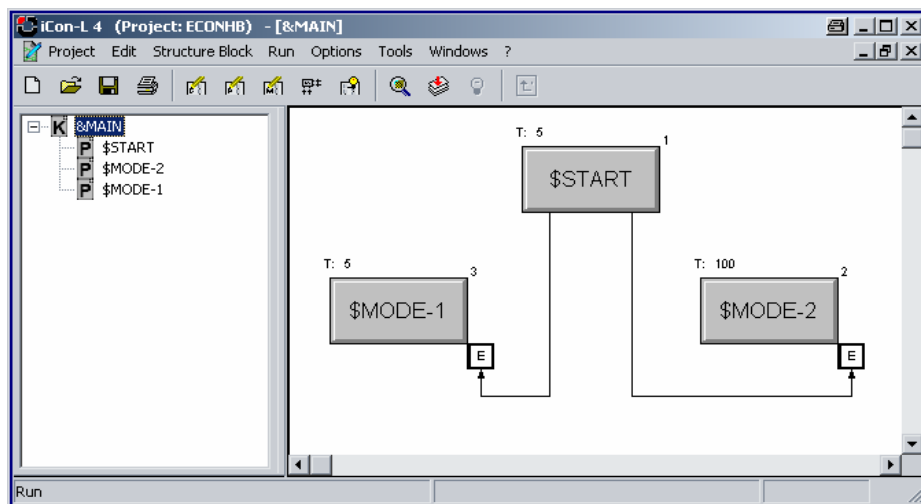 iCon-L 4 (Project: ECONHB) - [&MAIN]
Project Edit Structure Block Run Options Tools Windows ?
K &MAIN
P $START
P $MODE-2
P $MODE-1
T: 5 1
$START
T: 5 3
$MODE-1
E
T: 100 2
$MODE-2
E
Run